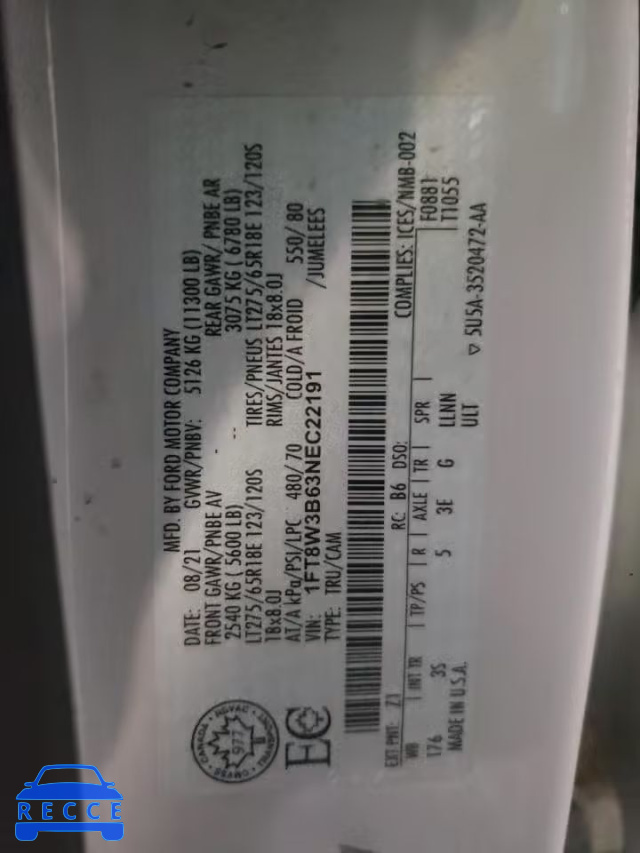 MFD. BY FORD MOTOR COMPANY
DATE: 08/21 GVWR/PNBV: 5126 KG (11300 LB)
FRONT GAWR/PNBE AV REAR GAWR/ PNBE AR
2540 KG ( 5600 LB) 3075 KG ( 6780 LB)
LT275/65R18E 123/120S TIRES/PNEUS LT275/65R18E 123/120S
18x8.0J RIMS/JANTES 18x8.0J
AT/A kPa/PSI/LPC 480/ 70 COLD/A FROID 550/ 80
VIN: 1FT8W3B63NEC22191 /JUMELEES
TYPE: TRU/CAM
COMPLIES: ICES/NMB-002
EXT PNT: Z1 RC: B6 DSO: F0881
WB INT TR TP/PS R AXLE TR SPR T1055
176 3S 5 3E G LLNN
MADE IN U.S.A. ULT
5U5A-3520472-AA
CANADA
977
EC
RECCE